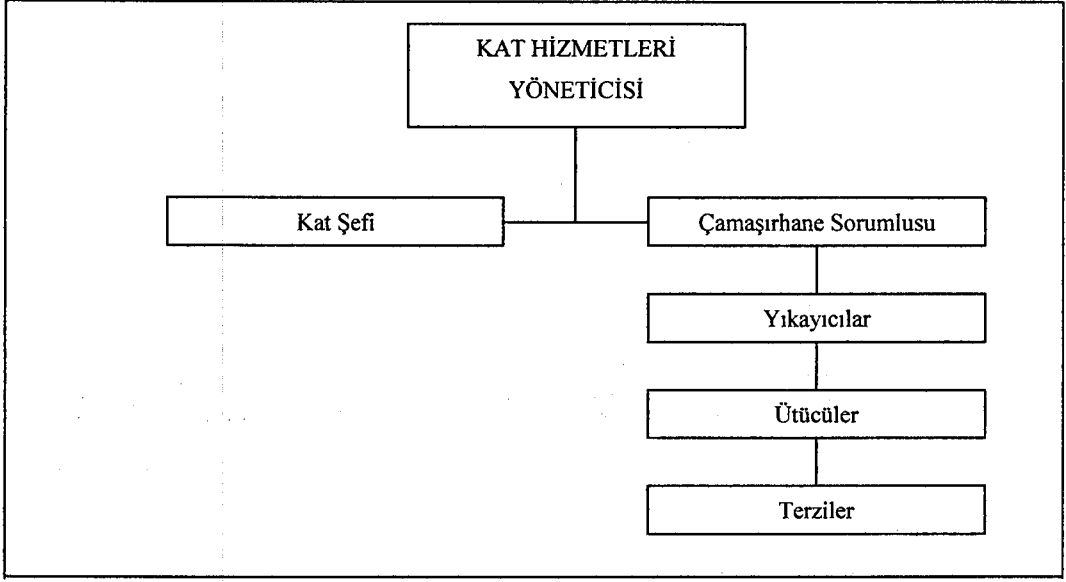 KAT HİZMETLERİ
YÖNETİCİSİ
Kat Şefi
Çamaşırhane Sorumlusu
Yıkayıcılar
Ütücüler
Terziler